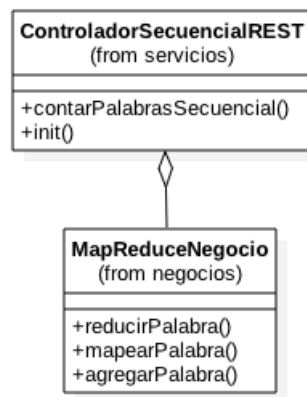 ControladorSecuencialREST
(from servicios)
+contarPalabrasSecuencial()
+init()
MapReduceNegocio
(from negocios)
+reducirPalabra()
+mapearPalabra()
+agregarPalabra()